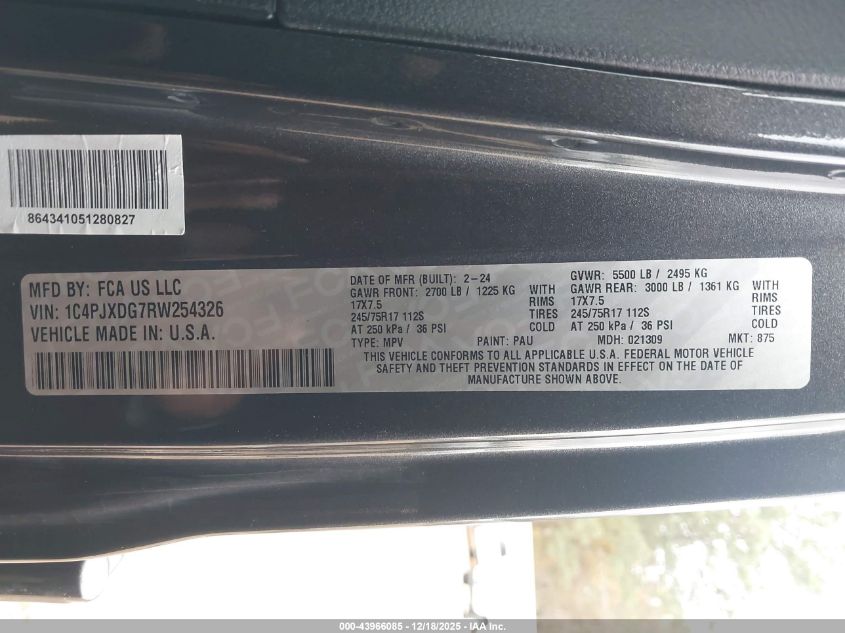 864341051280827
MFD BY: FCA US LLC
VIN: 1C4PJXDG7RW254326
VEHICLE MADE IN: U.S.A.
DATE OF MFR (BUILT): 2-24
GAWR FRONT: 2700 LB / 1225 KG WITH
17X7.5 RIMS
245/75R17 112S TIRES
AT 250 kPa / 36 PSI COLD
TYPE: MPV PAINT: PAU
GVWR: 5500 LB / 2495 KG
GAWR REAR: 3000 LB / 1361 KG WITH
17X7.5 RIMS
245/75R17 112S TIRES
AT 250 kPa / 36 PSI COLD
MDH: 021309 MKT: 875
THIS VEHICLE CONFORMS TO ALL APPLICABLE U.S.A. FEDERAL MOTOR VEHICLE
SAFETY AND THEFT PREVENTION STANDARDS IN EFFECT ON THE DATE OF
MANUFACTURE SHOWN ABOVE.
000-43966085 - 12/18/2025 - IAA Inc.